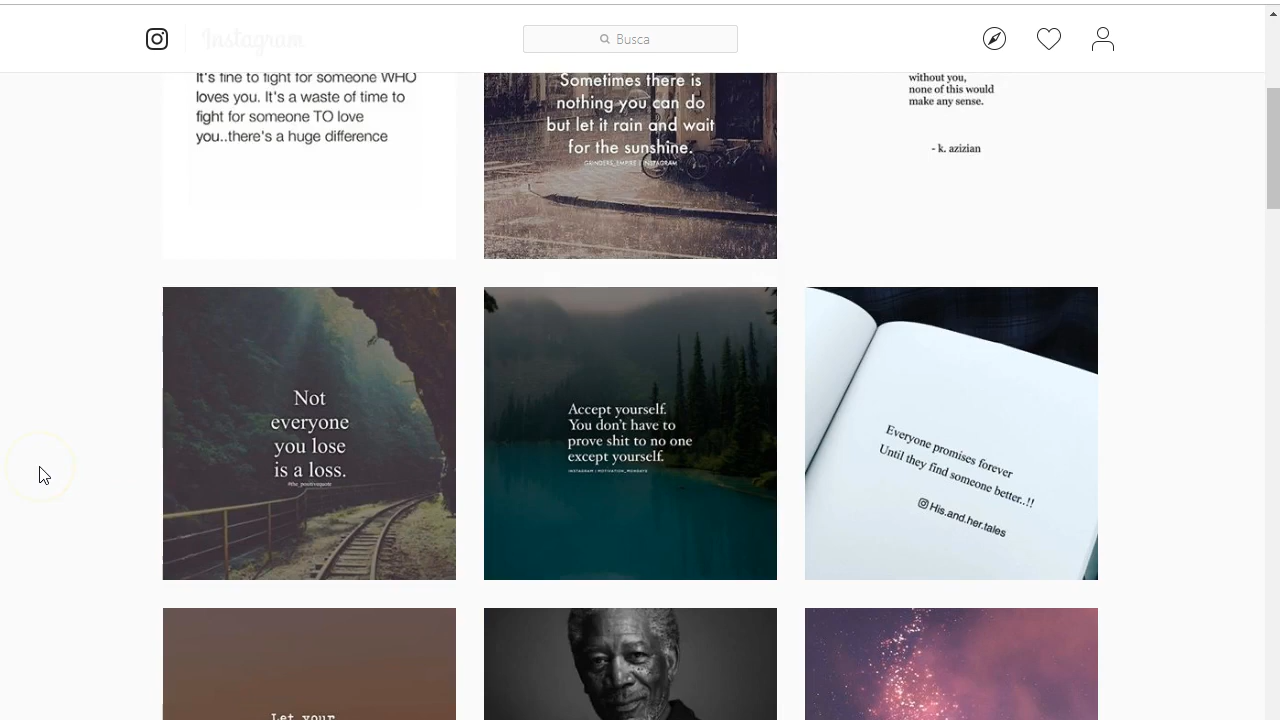 Instagram
Busca
It's fine to fight for someone WHO
loves you. It's a waste of time to
fight for someone TO love
you..there's a huge difference
Sometimes there is
nothing you can do
but let it rain and wait
for the sunshine.
GRINDERS_EMPIRE | INSTAGRAM
without you,
none of this would
make any sense.
- k. azizian
Not
everyone
you lose
is a loss.
Accept yourself.
You don't have to
prove shit to no one
except yourself.
Everyone promises forever
Until they find someone better..!!
His.and.her.tales
Let your